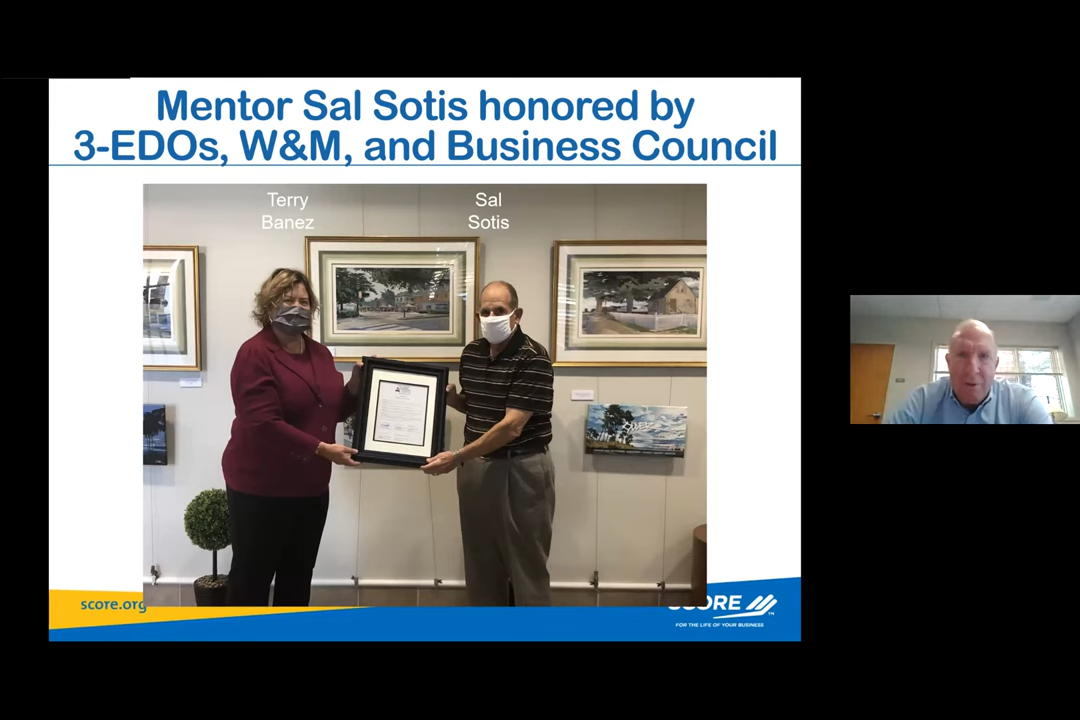 Mentor Sal Sotis honored by
3-EDOs, W&M, and Business Council
Terry
Banez
Sal
Sotis
score.org
SCORE
FOR THE LIFE OF YOUR BUSINESS